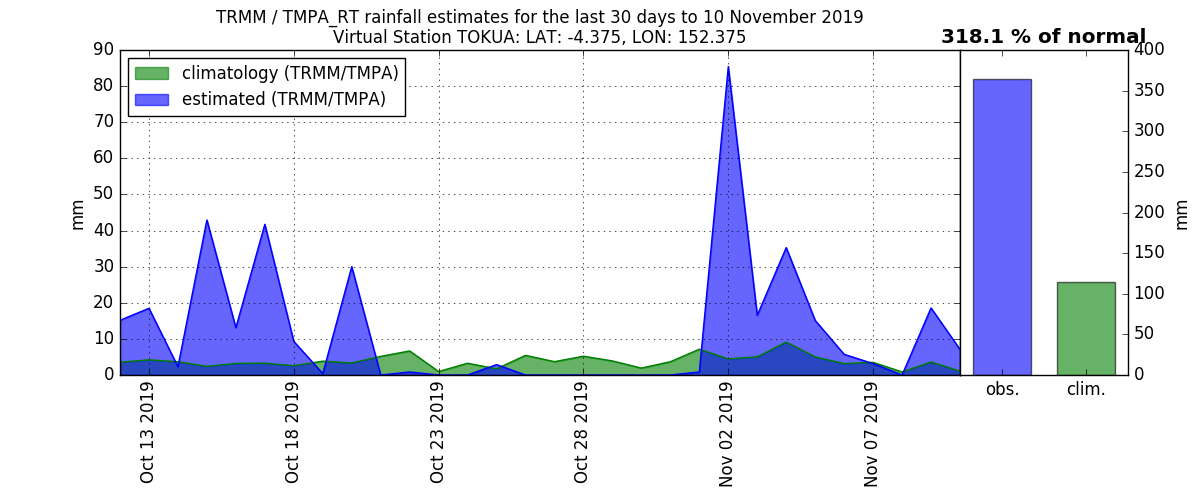 TRMM / TMPA_RT rainfall estimates for the last 30 days to 10 November 2019
Virtual Station TOKUA: LAT: -4.375, LON: 152.375
318.1 % of normal
climatology (TRMM/TMPA)
estimated (TRMM/TMPA)
90
80
70
60
50
40
30
20
10
0
mm
400
350
300
250
200
150
100
50
0
mm
Oct 13 2019
Oct 18 2019
Oct 23 2019
Oct 28 2019
Nov 02 2019
Nov 07 2019
obs.
clim.